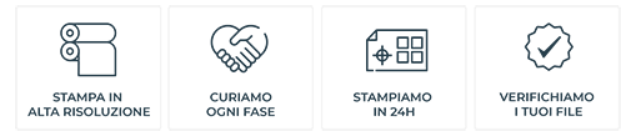 STAMPA IN
ALTA RISOLUZIONE
CURIAMO
OGNI FASE
STAMPIAMO
IN 24H
VERIFICHIAMO
I TUOI FILE